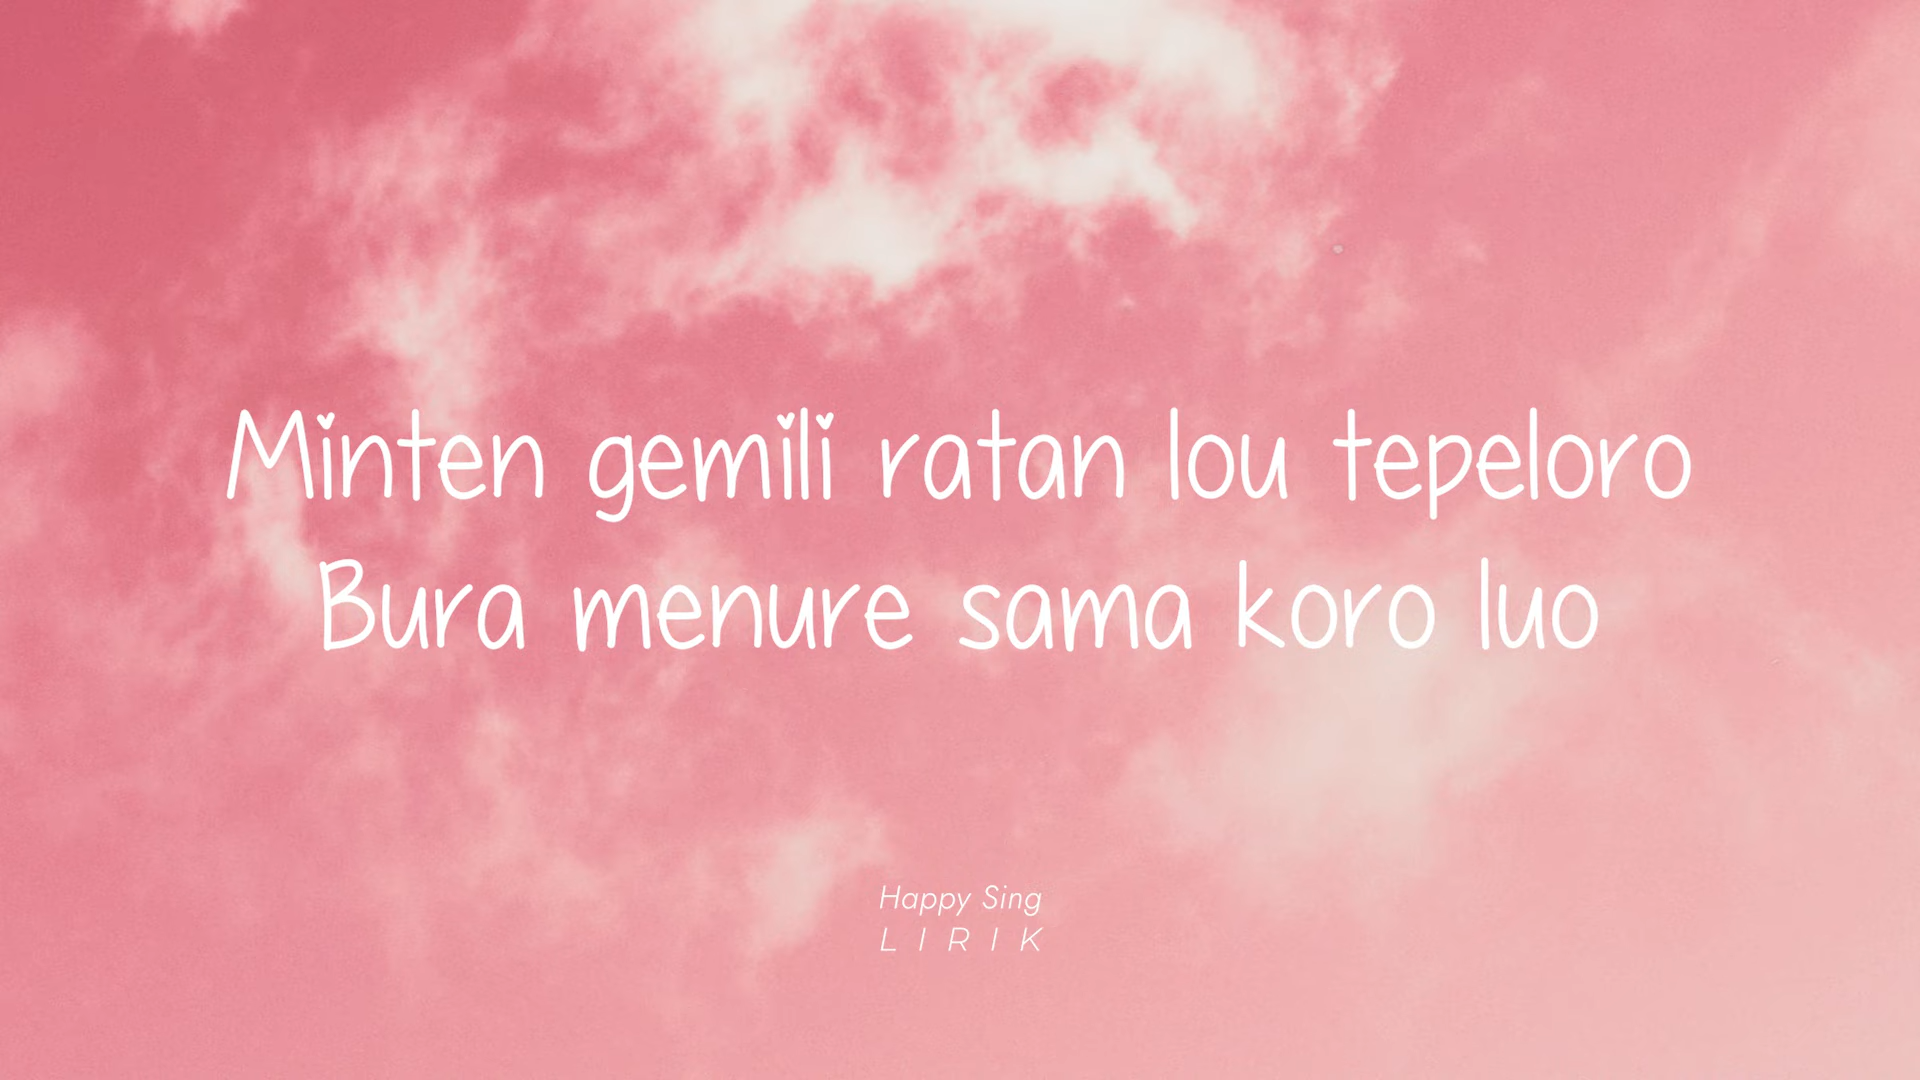 Minten gemili ratan lou tepeloro
Bura menure sama koro luo
Happy Sing
LIRIK